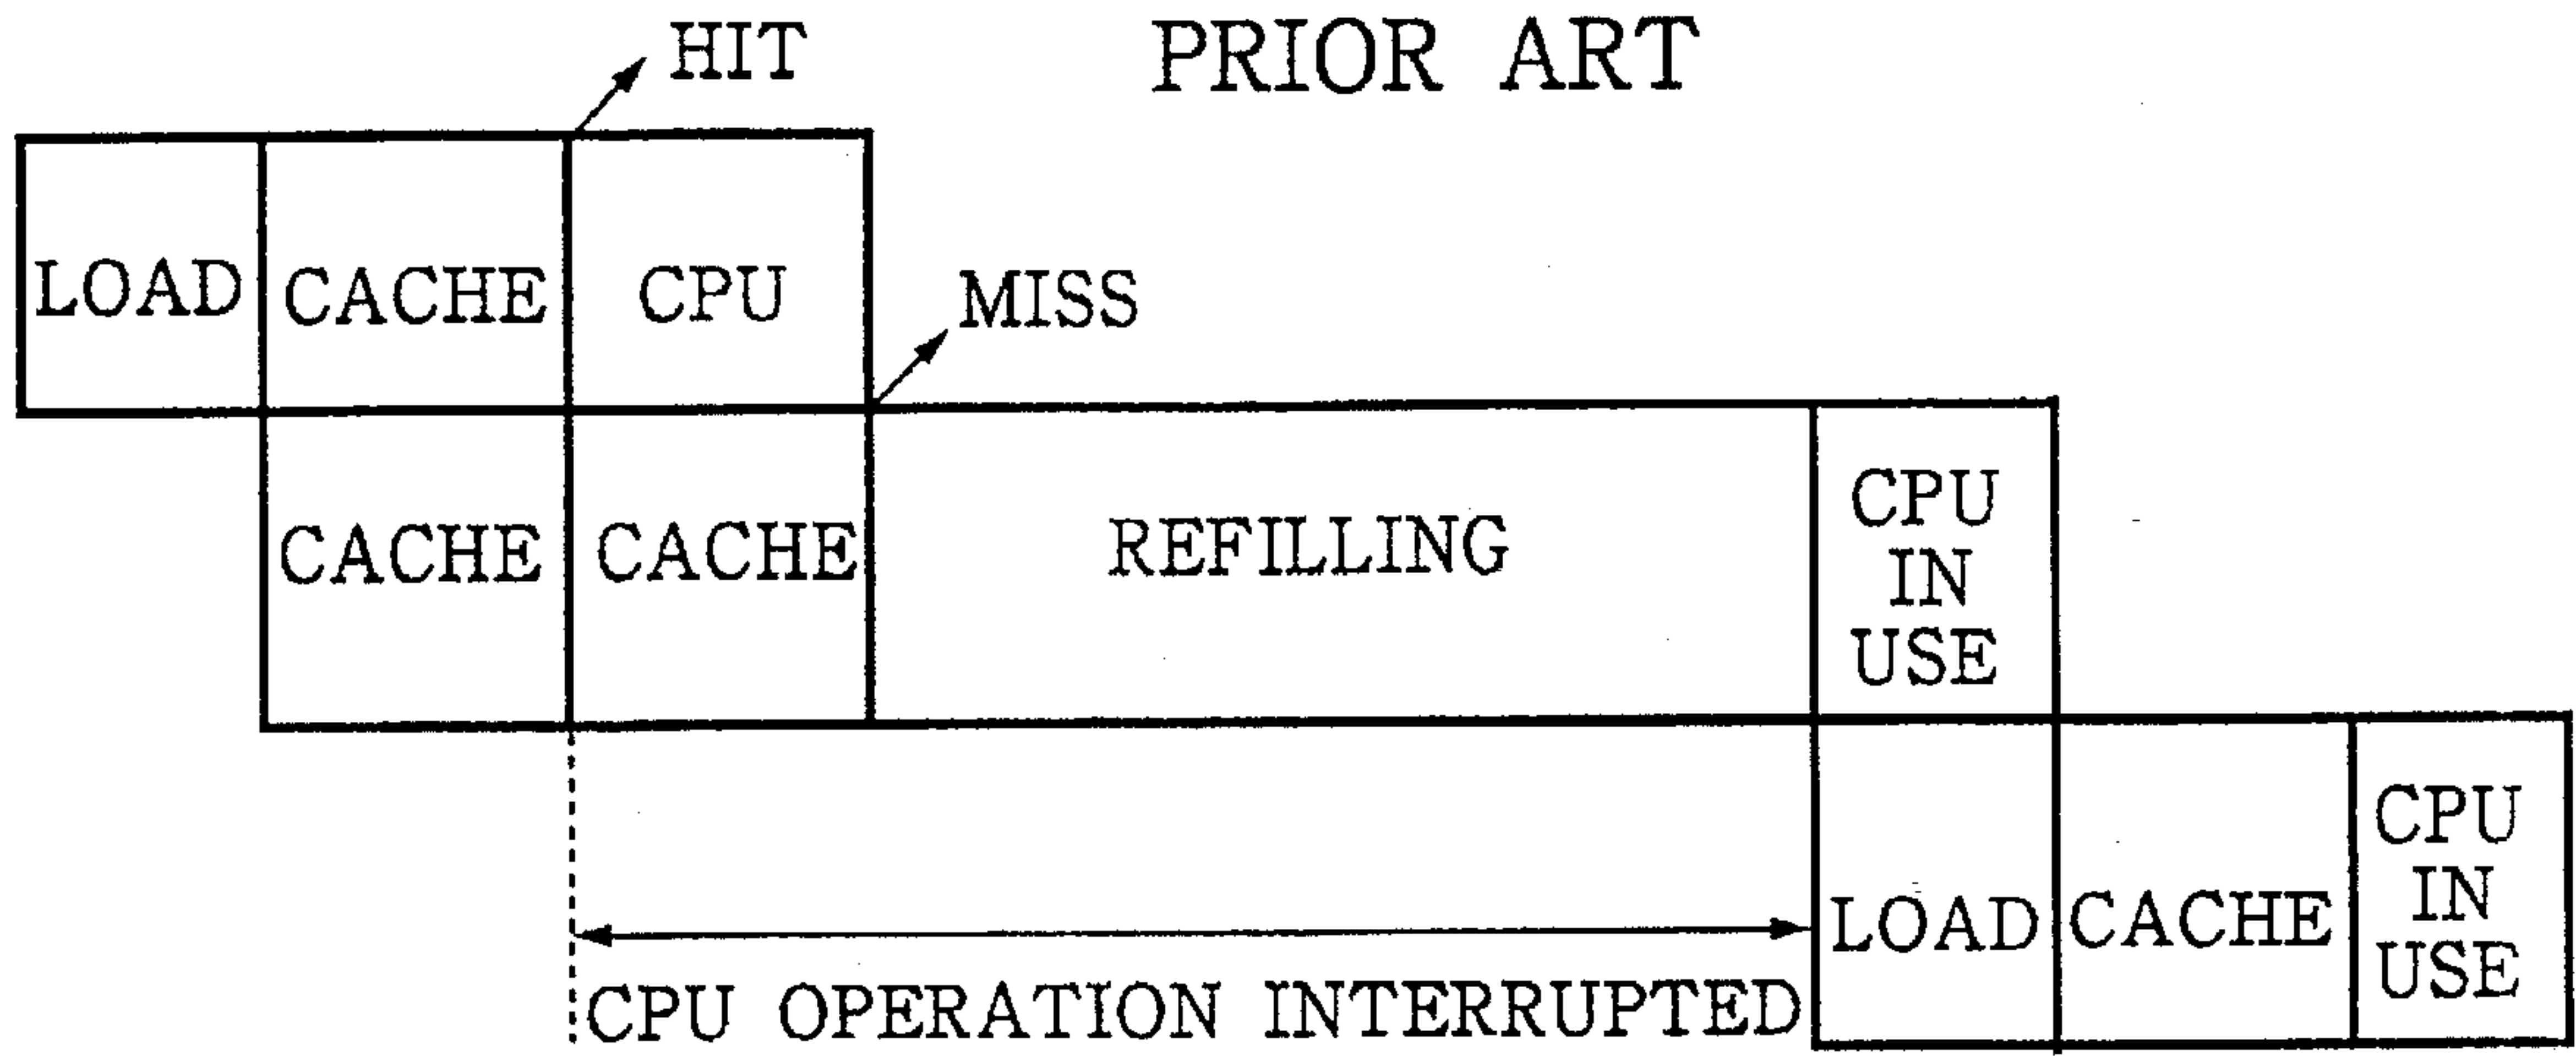 HIT
PRIOR ART
LOAD
CACHE
CPU
MISS
CACHE
CACHE
REFILLING
CPU
IN
USE
LOAD
CACHE
CPU
IN
USE
CPU OPERATION INTERRUPTED